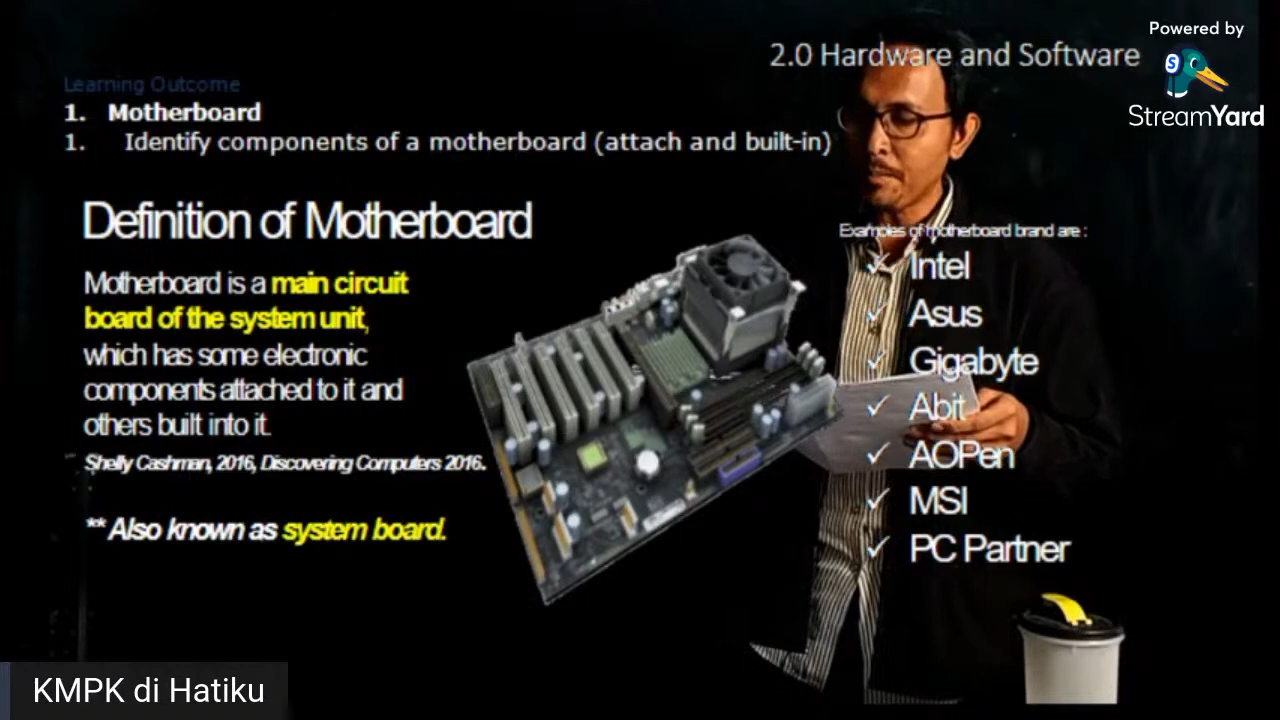 Powered by
StreamYard
2.0 Hardware and Software
Learning Outcome
1. Motherboard
1. Identify components of a motherboard (attach and built-in)
Definition of Motherboard
Motherboard is a main circuit
board of the system unit,
which has some electronic
components attached to it and
others built into it.
Shelly Cashman, 2016, Discovering Computers 2016.
** Also known as system board.
Examples of motherboard brand are :
✓ Intel
✓ Asus
✓ Gigabyte
✓ Abit
✓ AOPen
✓ MSI
✓ PC Partner
KMPK di Hatiku